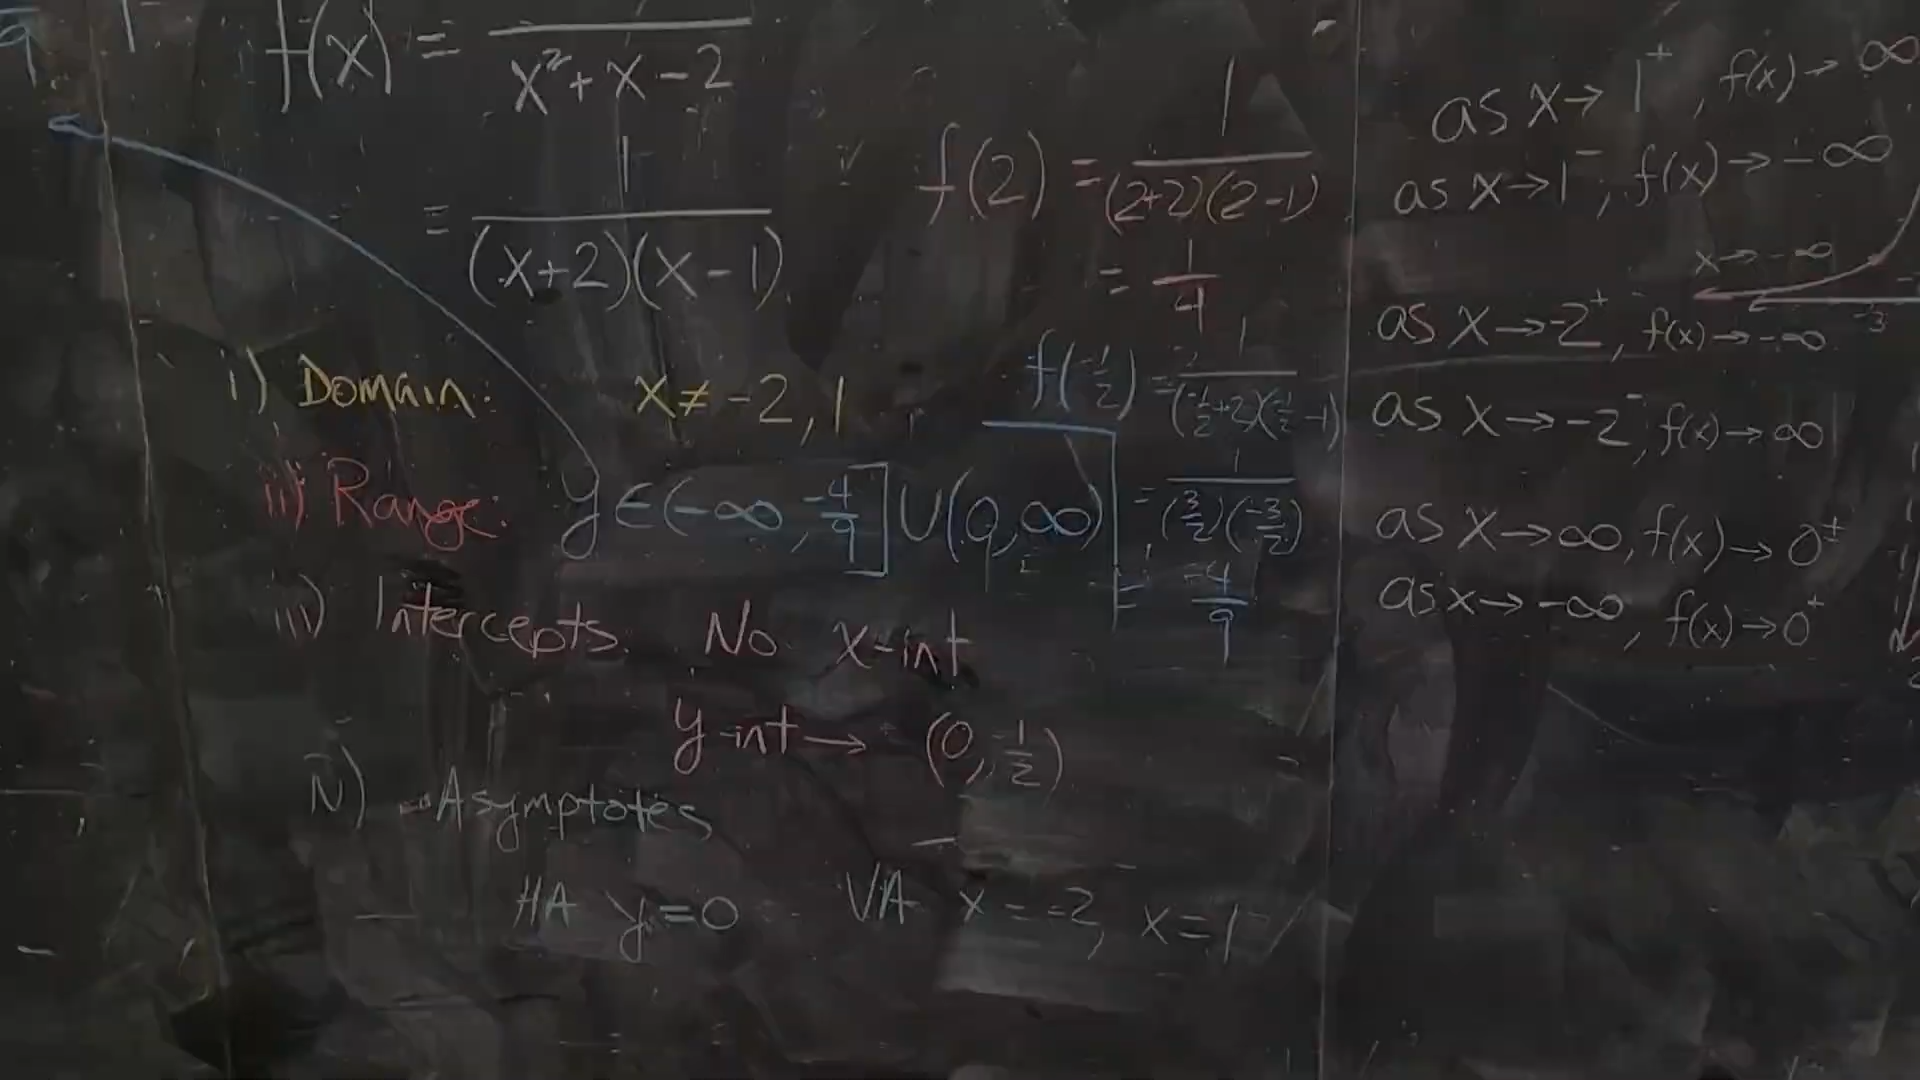 f(x) = 1/(x²+x-2)
= 1/((x+2)(x-1))
i) Domain: x ≠ -2, 1
ii) Range: y ∈ (-∞, -4/9] ∪ (0, ∞)
iii) Intercepts No x-int
y-int → (0, -1/2)
iv) Asymptotes
HA y=0 VA x=-2, x=1
f(2) = 1/((2+2)(2-1))
= 1/4
f(-1/2) = 1/((-1/2+2)(-1/2-1))
= 1/((3/2)(-3/2))
= -4/9
as x→1⁺, f(x)→∞
as x→1⁻, f(x)→-∞
x→-∞
-3
as x→-2⁺, f(x)→-∞
as x→-2⁻, f(x)→∞
as x→∞, f(x)→0⁺
as x→-∞, f(x)→0⁺